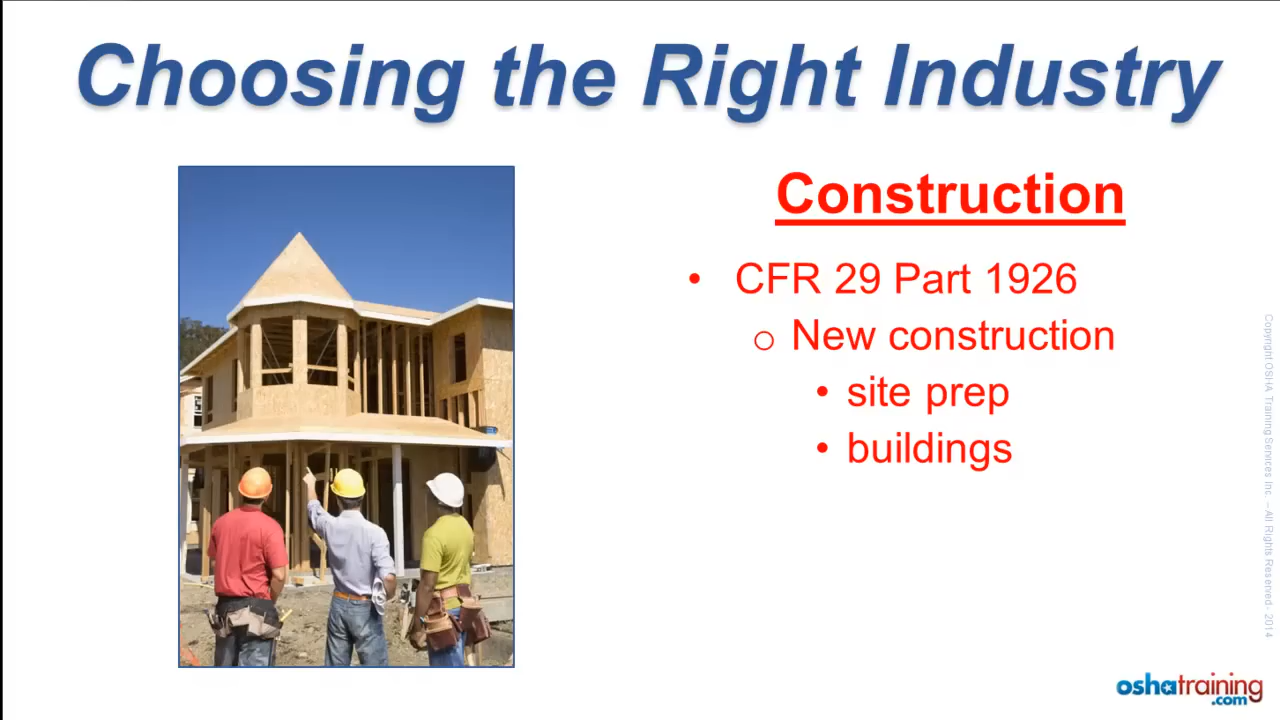 Choosing the Right Industry
Construction
• CFR 29 Part 1926
o New construction
• site prep
• buildings
Copyright OSHA Training Services Inc. – All Rights Reserved - 2014
oshatraining
.com